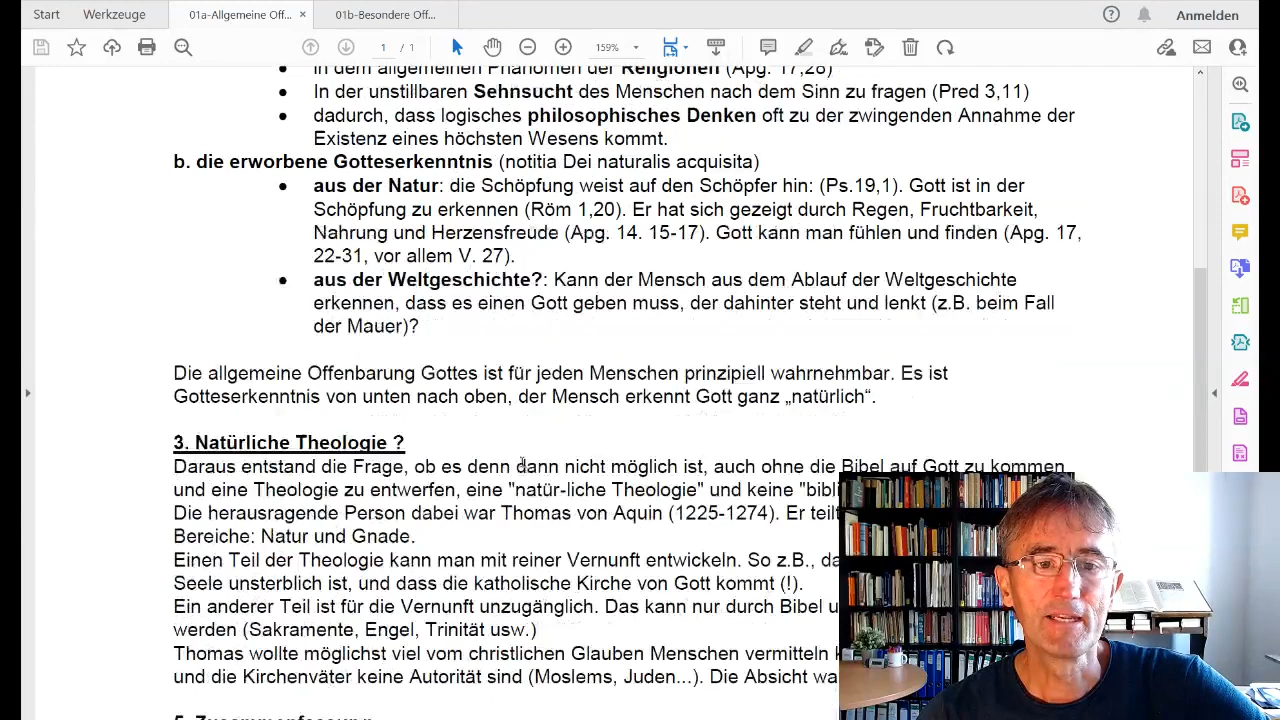 Start
Werkzeuge
01a-Allgemeine Off...
01b-Besondere Off...
Anmelden
1 / 1
159%
in dem allgemeinen Phänomen der Religionen (Apg. 17,28)
In der unstillbaren Sehnsucht des Menschen nach dem Sinn zu fragen (Pred 3,11)
dadurch, dass logisches philosophisches Denken oft zu der zwingenden Annahme der
Existenz eines höchsten Wesens kommt.
b. die erworbene Gotteserkenntnis (notitia Dei naturalis acquisita)
aus der Natur: die Schöpfung weist auf den Schöpfer hin: (Ps.19,1). Gott ist in der
Schöpfung zu erkennen (Röm 1,20). Er hat sich gezeigt durch Regen, Fruchtbarkeit,
Nahrung und Herzensfreude (Apg. 14. 15-17). Gott kann man fühlen und finden (Apg. 17,
22-31, vor allem V. 27).
aus der Weltgeschichte?: Kann der Mensch aus dem Ablauf der Weltgeschichte
erkennen, dass es einen Gott geben muss, der dahinter steht und lenkt (z.B. beim Fall
der Mauer)?
Die allgemeine Offenbarung Gottes ist für jeden Menschen prinzipiell wahrnehmbar. Es ist
Gotteserkenntnis von unten nach oben, der Mensch erkennt Gott ganz „natürlich“.
3. Natürliche Theologie ?
Daraus entstand die Frage, ob es denn dann nicht möglich ist, auch ohne die Bibel auf Gott zu kommen
und eine Theologie zu entwerfen, eine "natür-liche Theologie" und keine "bibli
Die herausragende Person dabei war Thomas von Aquin (1225-1274). Er teilt
Bereiche: Natur und Gnade.
Einen Teil der Theologie kann man mit reiner Vernunft entwickeln. So z.B., da
Seele unsterblich ist, und dass die katholische Kirche von Gott kommt (!).
Ein anderer Teil ist für die Vernunft unzugänglich. Das kann nur durch Bibel u
werden (Sakramente, Engel, Trinität usw.)
Thomas wollte möglichst viel vom christlichen Glauben Menschen vermitteln
und die Kirchenväter keine Autorität sind (Moslems, Juden...). Die Absicht wa
5. Zusammenfassung